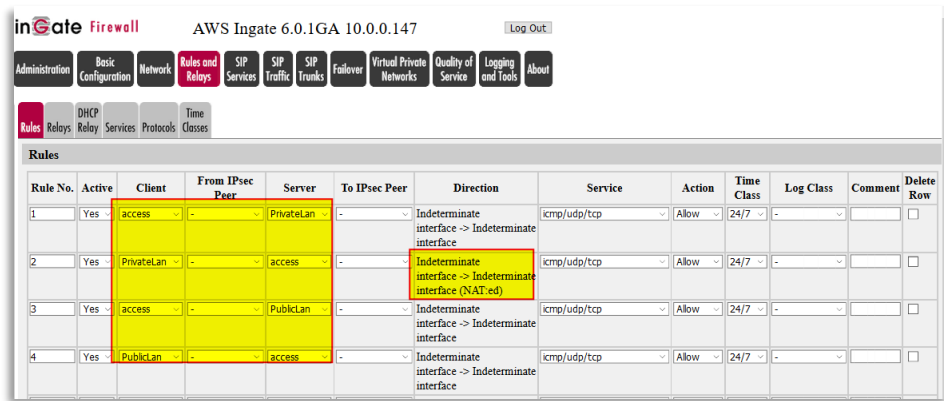 inGate Firewall AWS Ingate 6.0.1GA 10.0.0.147 Log Out
Administration Basic Configuration Network Rules and Relays SIP Services SIP Traffic SIP Trunks Failover Virtual Private Networks Quality of Service Logging and Tools About
Rules Relays DHCP Relay Services Protocols Time Classes
Rules
Rule No. Active Client From IPsec Peer Server To IPsec Peer Direction Service Action Time Class Log Class Comment Delete Row
1 Yes access - PrivateLan - Indeterminate interface -> Indeterminate interface icmp/udp/tcp Allow 24/7 -
2 Yes PrivateLan - access - Indeterminate interface -> Indeterminate interface (NAT:ed) icmp/udp/tcp Allow 24/7 -
3 Yes access - PublicLan - Indeterminate interface -> Indeterminate interface icmp/udp/tcp Allow 24/7 -
4 Yes PublicLan - access - Indeterminate interface -> Indeterminate interface icmp/udp/tcp Allow 24/7 -